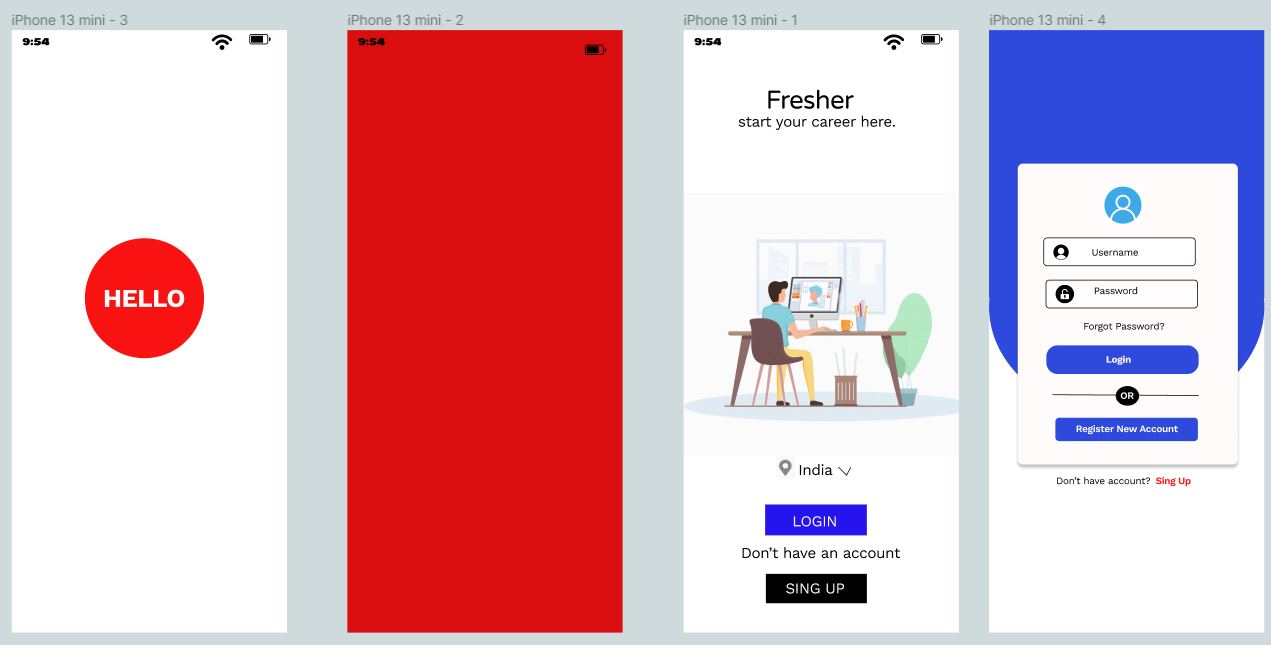 iPhone 13 mini - 3
9:54
HELLO
iPhone 13 mini - 2
9:54
iPhone 13 mini - 1
9:54
Fresher
start your career here.
India
LOGIN
Don't have an account
SING UP
iPhone 13 mini - 4
Username
Password
Forgot Password?
Login
OR
Register New Account
Don't have account? Sing Up